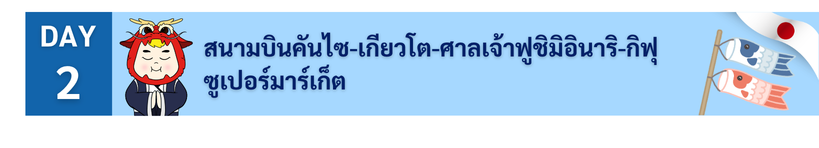 DAY
2
สนามบินคันไซ-เกียวโต-ศาลเจ้าฟูชิมิอินาริ-กิฟุ
ซูเปอร์มาร์เก็ต